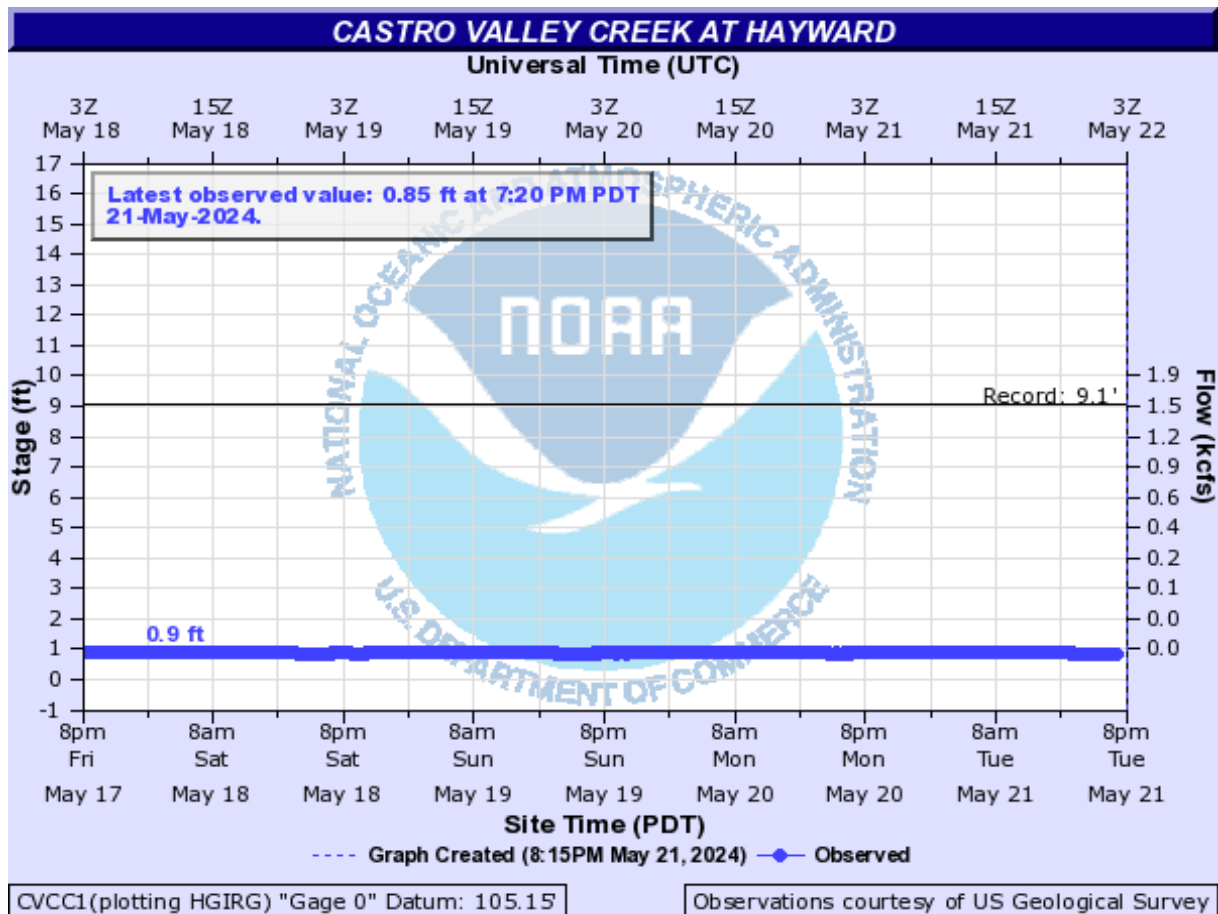 CASTRO VALLEY CREEK AT HAYWARD
Universal Time (UTC)
3Z 15Z 3Z 15Z 3Z 15Z 3Z 15Z 3Z
May 18 May 18 May 19 May 19 May 20 May 20 May 21 May 21 May 22
Latest observed value: 0.85 ft at 7:20 PM PDT
21-May-2024.
NATIONAL OCEANIC AND ATMOSPHERIC ADMINISTRATION
NOAA
U.S. DEPARTMENT OF COMMERCE
Stage (ft)
17
16
15
14
13
12
11
10
9
8
7
6
5
4
3
2
1
0
-1
Record: 9.1'
0.9 ft
Flow (kcfs)
1.9
1.5
1.2
0.9
0.6
0.4
0.2
0.1
0.0
0.0
8pm 8am 8pm 8am 8pm 8am 8pm 8am 8pm
Fri Sat Sat Sun Sun Mon Mon Tue Tue
May 17 May 18 May 18 May 19 May 19 May 20 May 20 May 21 May 21
Site Time (PDT)
Graph Created (8:15PM May 21, 2024) Observed
CVCC1(plotting HGIRG) "Gage 0" Datum: 105.15'
Observations courtesy of US Geological Survey